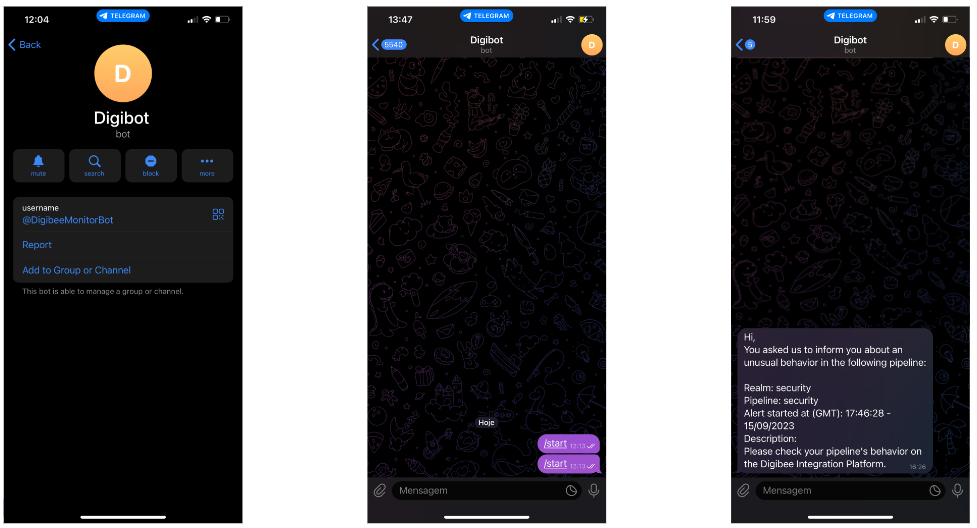 12:04
TELEGRAM
Back
D
Digibot
bot
mute
search
block
more
username
@DigibeeMonitorBot
Report
Add to Group or Channel
This bot is able to manage a group or channel.
13:47
TELEGRAM
5540
Digibot
bot
D
Hoje
/start 12:13
/start 12:13
Mensagem
11:59
TELEGRAM
5
Digibot
bot
D
Hi,
You asked us to inform you about an
unusual behavior in the following pipeline:
Realm: security
Pipeline: security
Alert started at (GMT): 17:46:28 -
15/09/2023
Description:
Please check your pipeline's behavior on
the Digibee Integration Platform.
16:26
Mensagem